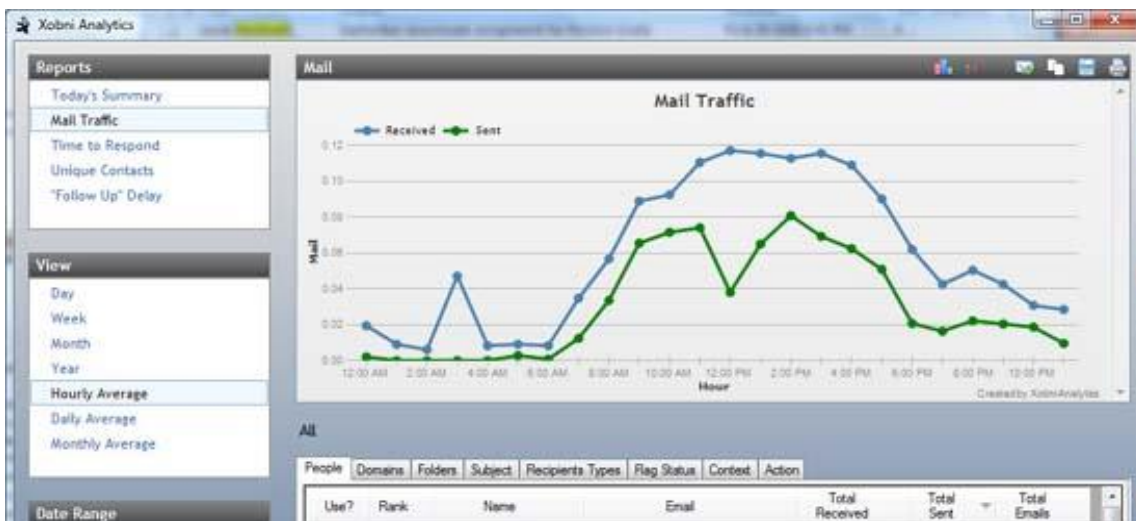 Xobni Analytics
Reports
Today's Summary
Mail Traffic
Time to Respond
Unique Contacts
"Follow Up" Delay
View
Day
Week
Month
Year
Hourly Average
Daily Average
Monthly Average
Date Range
Mail
Mail Traffic
Received Sent
0.12
0.10
0.08
0.06
0.04
0.02
0.00
Mail
12:00 AM 2:00 AM 4:00 AM 6:00 AM 8:00 AM 10:00 AM 12:00 PM 2:00 PM 4:00 PM 6:00 PM 8:00 PM 10:00 PM
Hour
Created by XobniAnalytics
All
People Domains Folders Subject Recipients Types Flag Status Context Action
Use? Rank Name Email Total Received Total Sent Total Emails